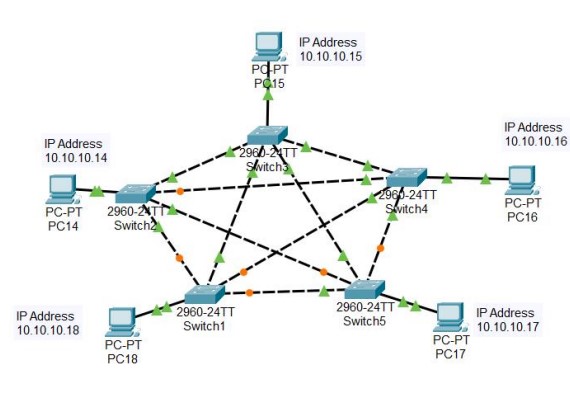 IP Address
10.10.10.15
PC-PT
PC15
IP Address
10.10.10.16
IP Address
10.10.10.14
2960-24TT
Switch3
2960-24TT
Switch4
PC-PT
PC16
PC-PT
PC14
2960-24TT
Switch2
IP Address
10.10.10.18
2960-24TT
Switch1
2960-24TT
Switch5
IP Address
10.10.10.17
PC-PT
PC18
PC-PT
PC17